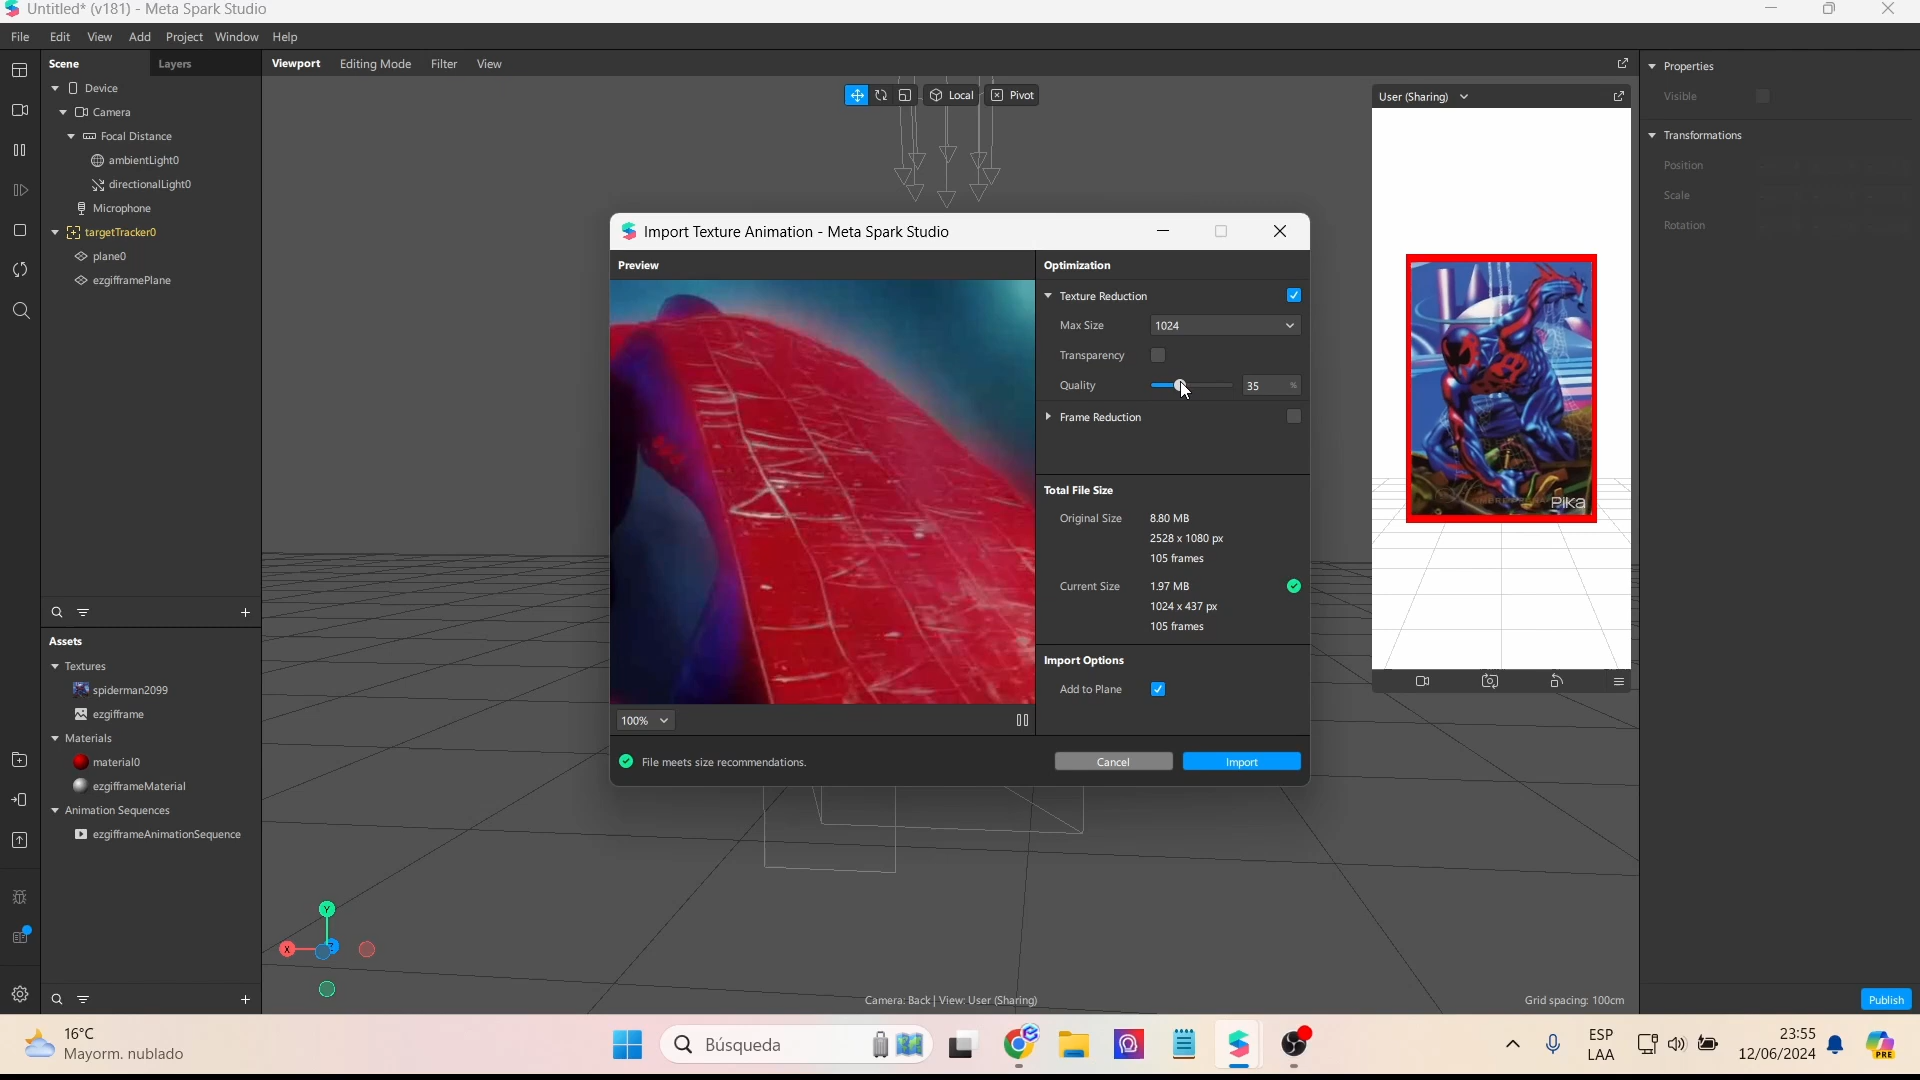 Untitled* (v181) - Meta Spark Studio
File Edit View Add Project Window Help
Scene Layers
Viewport Editing Mode Filter View
Properties
Visible
Transformations
Position
Scale
Rotation
Device
Camera
Focal Distance
ambientLight0
directionalLight0
Microphone
targetTracker0
plane0
ezgifframePlane
Local Pivot
User (Sharing)
Pika
Import Texture Animation - Meta Spark Studio
Preview
Optimization
Texture Reduction
Max Size 1024
Transparency
Quality 35 %
Frame Reduction
Total File Size
Original Size 8.80 MB
2528 x 1080 px
105 frames
Current Size 1.97 MB
1024 x 437 px
105 frames
Import Options
Add to Plane
100%
File meets size recommendations.
Cancel Import
Assets
Textures
spiderman2099
ezgifframe
Materials
material0
ezgifframeMaterial
Animation Sequences
ezgifframeAnimationSequence
Y
X
Z
Camera: Back | View: User (Sharing)
Grid spacing: 100cm
Publish
16°C
Mayorm. nublado
Búsqueda
ESP
LAA
23:55
12/06/2024
PRE